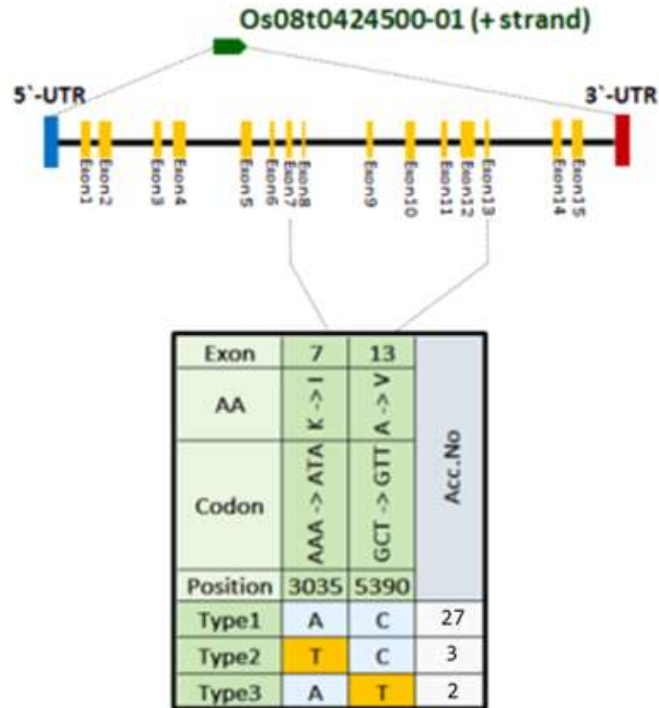 Os08t0424500-01 (+ strand)
5`-UTR
3`-UTR
Exon1
Exon2
Exon3
Exon4
Exon5
Exon6
Exon7
Exon8
Exon9
Exon10
Exon11
Exon12
Exon13
Exon14
Exon15
Exon 7 13 Acc.No
AA K -> I A -> V
Codon AAA -> ATA GCT -> GTT
Position 3035 5390
Type1 A C 27
Type2 T C 3
Type3 A T 2